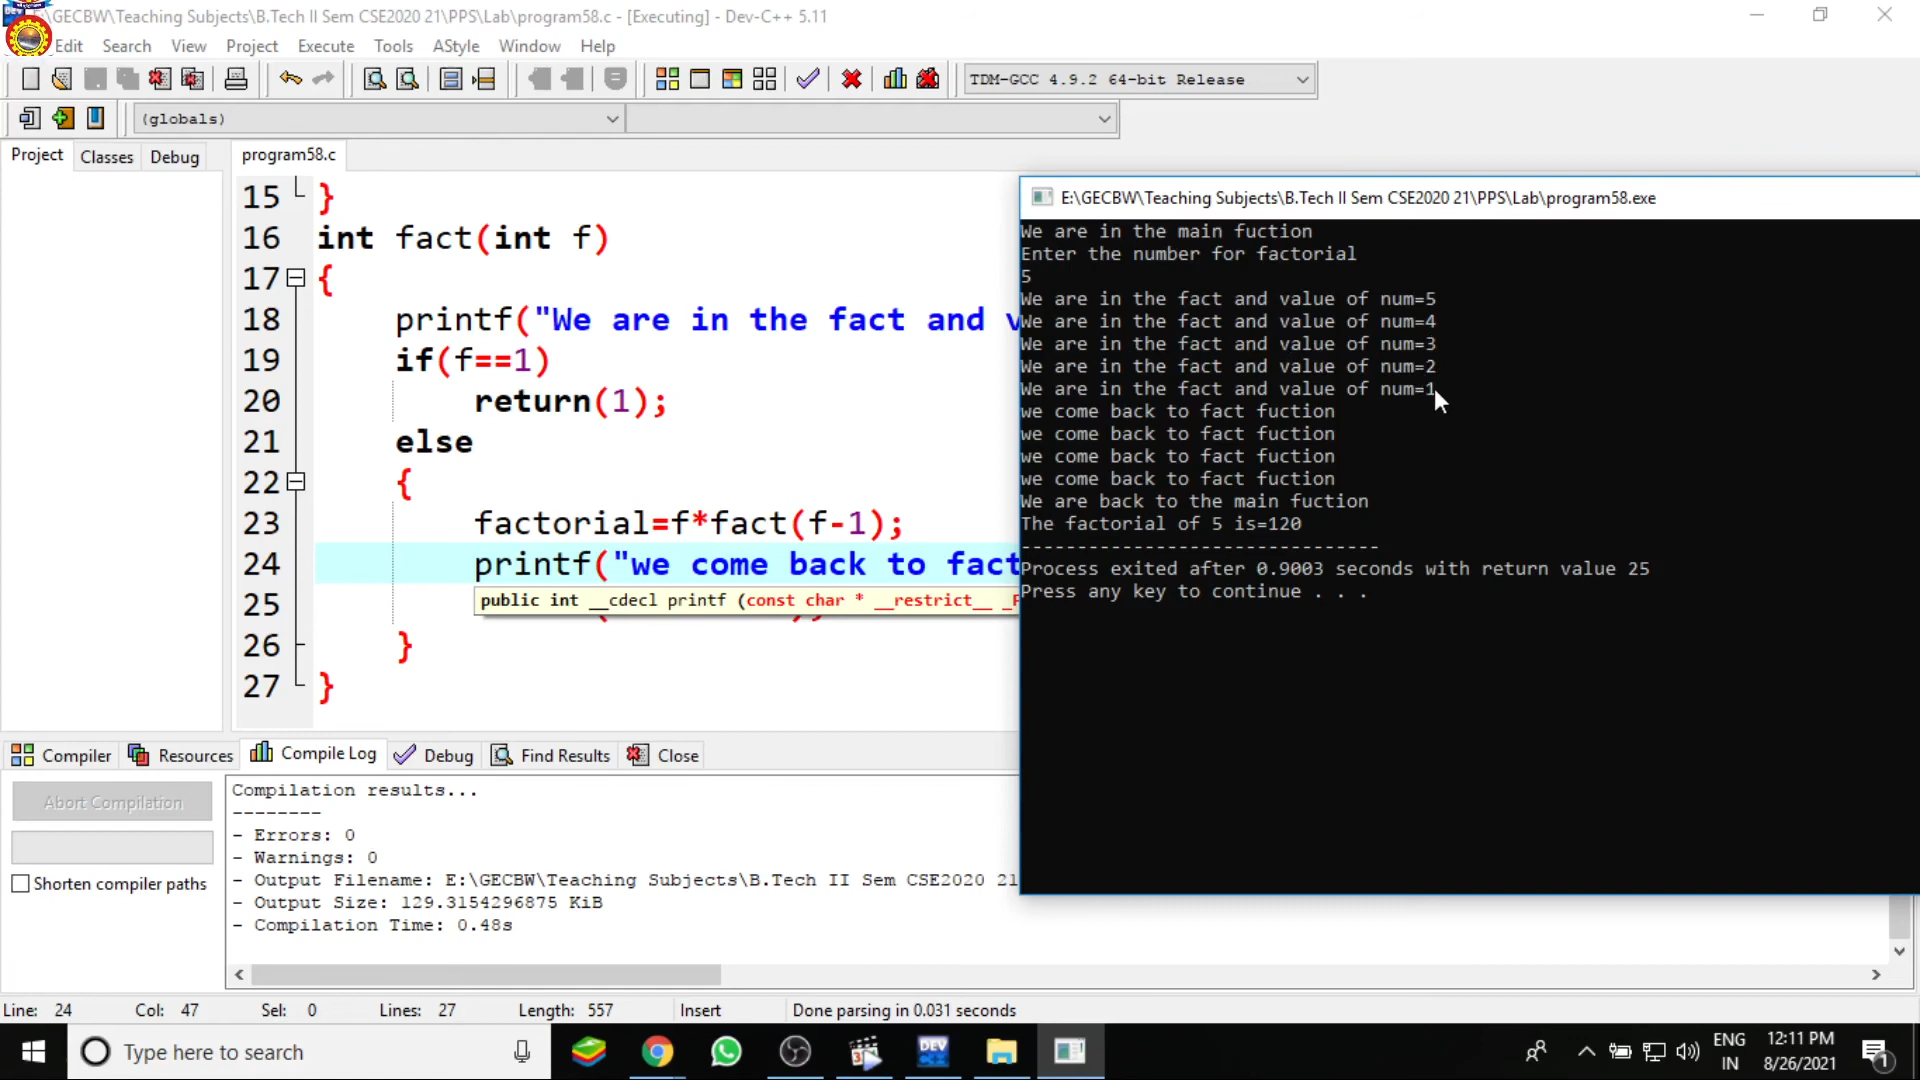 E:\GECBW\Teaching Subjects\B.Tech II Sem CSE2020 21\PPS\Lab\program58.c - [Executing] - Dev-C++ 5.11
Edit Search View Project Execute Tools AStyle Window Help
TDM-GCC 4.9.2 64-bit Release
(globals)
Project Classes Debug
program58.c
15 }
16 int fact(int f)
17 {
18 printf("We are in the fact and v
19 if(f==1)
20 return(1);
21 else
22 {
23 factorial=f*fact(f-1);
24 printf("we come back to fact
public int __cdecl printf (const char * __restrict__
25
26 }
27 }
E:\GECBW\Teaching Subjects\B.Tech II Sem CSE2020 21\PPS\Lab\program58.exe
We are in the main fuction
Enter the number for factorial
5
We are in the fact and value of num=5
We are in the fact and value of num=4
We are in the fact and value of num=3
We are in the fact and value of num=2
We are in the fact and value of num=1
we come back to fact fuction
we come back to fact fuction
we come back to fact fuction
we come back to fact fuction
We are back to the main fuction
The factorial of 5 is=120
--------------------------------
Process exited after 0.9003 seconds with return value 25
Press any key to continue . . .
Compiler Resources Compile Log Debug Find Results Close
Abort Compilation
Shorten compiler paths
Compilation results...
--------
- Errors: 0
- Warnings: 0
- Output Filename: E:\GECBW\Teaching Subjects\B.Tech II Sem CSE2020 21
- Output Size: 129.3154296875 KiB
- Compilation Time: 0.48s
Line: 24 Col: 47 Sel: 0 Lines: 27 Length: 557 Insert Done parsing in 0.031 seconds
Type here to search
DEV
ENG
IN
12:11 PM
8/26/2021
1